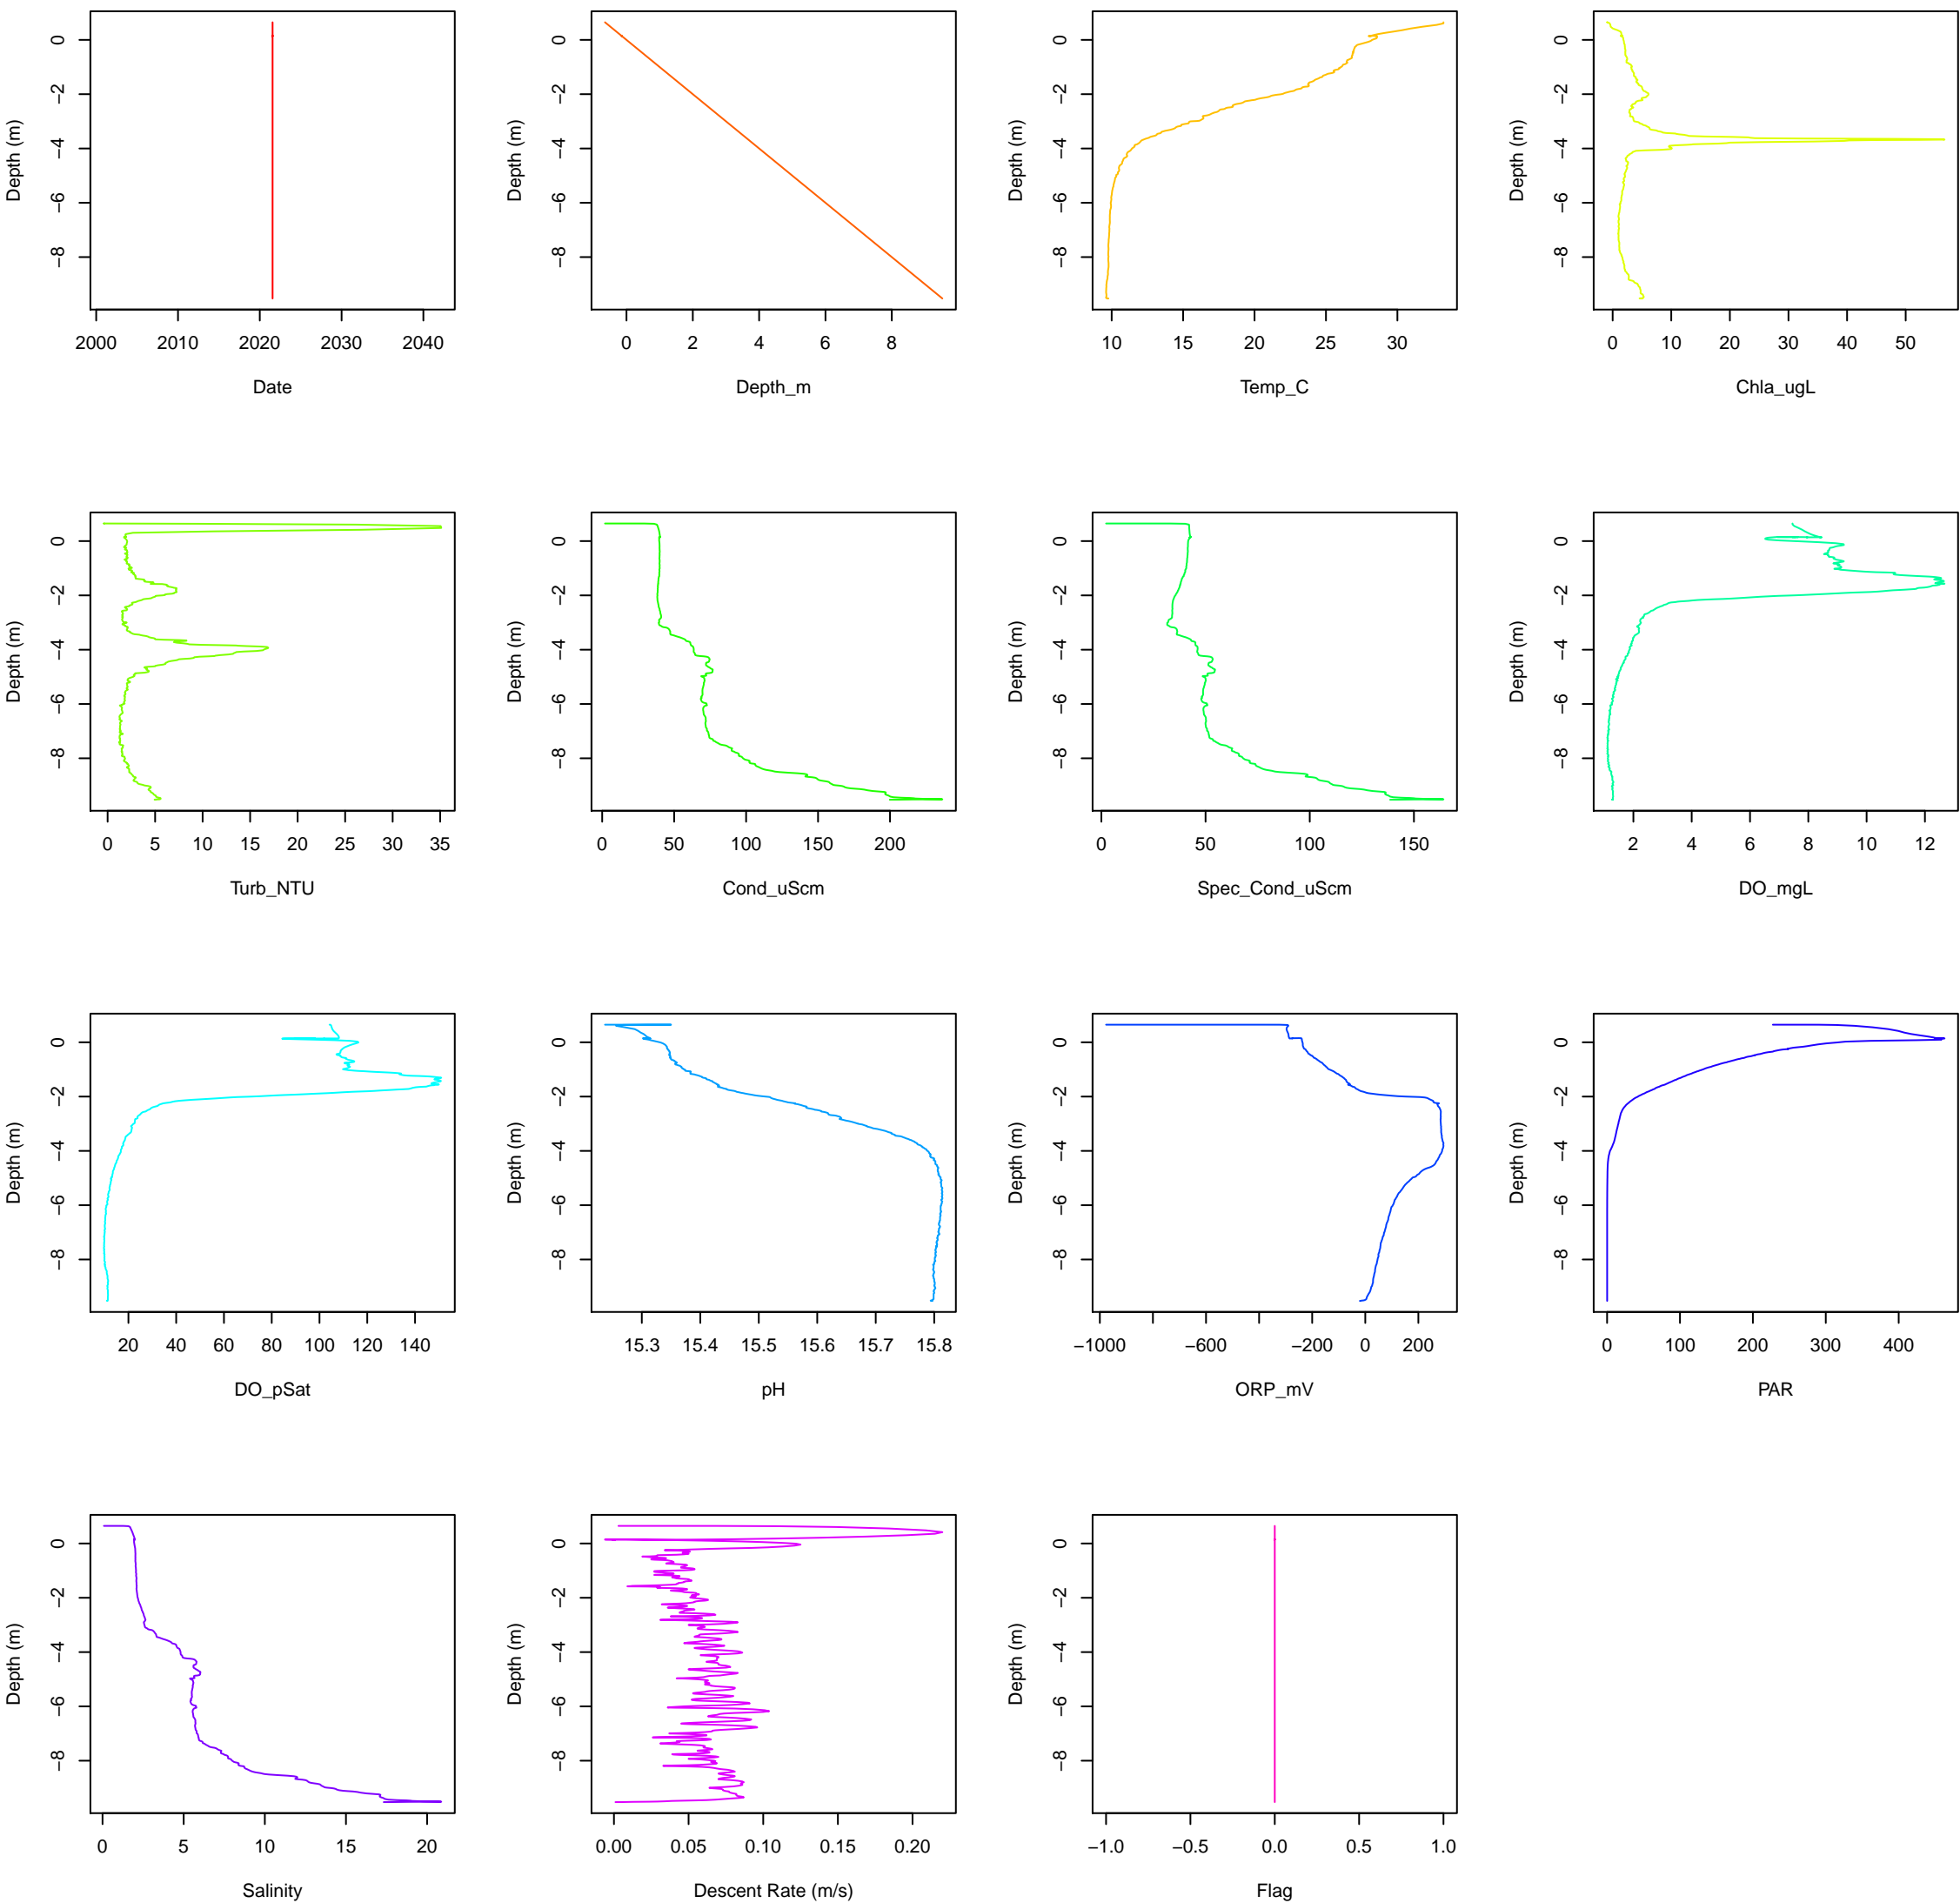 Depth (m) Depth (m) Depth (m) Depth (m)
0 0 0 0
−2 −2 −2 −2
−4 −4 −4 −4
−6 −6 −6 −6
−8 −8 −8 −8
2000 2010 2020 2030 2040 0 2 4 6 8 10 15 20 25 30 0 10 20 30 40 50
Date Depth_m Temp_C Chla_ugL
Depth (m) Depth (m) Depth (m) Depth (m)
0 0 0 0
−2 −2 −2 −2
−4 −4 −4 −4
−6 −6 −6 −6
−8 −8 −8 −8
0 5 10 15 20 25 30 35 0 50 100 150 200 0 50 100 150 2 4 6 8 10 12
Turb_NTU Cond_uScm Spec_Cond_uScm DO_mgL
Depth (m) Depth (m) Depth (m) Depth (m)
0 0 0 0
−2 −2 −2 −2
−4 −4 −4 −4
−6 −6 −6 −6
−8 −8 −8 −8
20 40 60 80 100 120 140 15.3 15.4 15.5 15.6 15.7 15.8 −1000 −600 −200 0 200 0 100 200 300 400
DO_pSat pH ORP_mV PAR
Depth (m) Depth (m) Depth (m)
0 0 0
−2 −2 −2
−4 −4 −4
−6 −6 −6
−8 −8 −8
0 5 10 15 20 0.00 0.05 0.10 0.15 0.20 −1.0 −0.5 0.0 0.5 1.0
Salinity Descent Rate (m/s) Flag